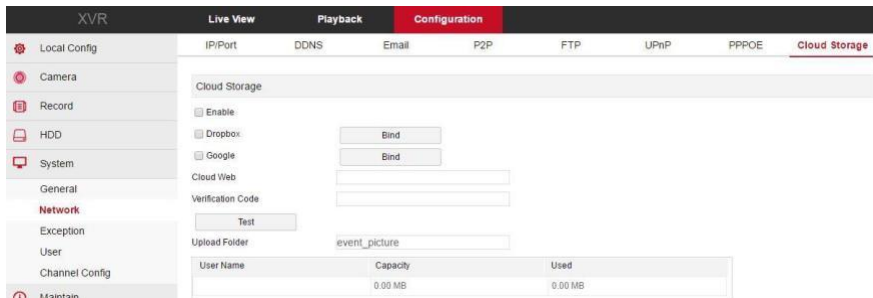 XVR Live View Playback Configuration
Local Config IP/Port DDNS Email P2P FTP UPnP PPPOE Cloud Storage
Camera
Cloud Storage
Record
Enable
HDD
Dropbox Bind
System
Google Bind
Cloud Web
General
Verification Code
Network
Test
Exception
Upload Folder event_picture
User
User Name Capacity Used
Channel Config
0.00 MB 0.00 MB
Maintain